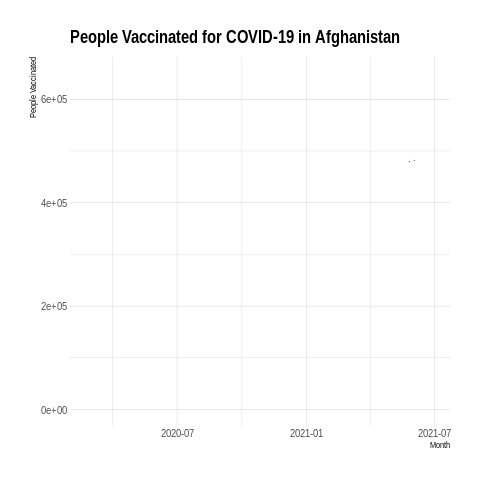 People Vaccinated for COVID-19 in Afghanistan
People Vaccinated
6e+05
4e+05
2e+05
0e+00
2020-07
2021-01
2021-07
Month